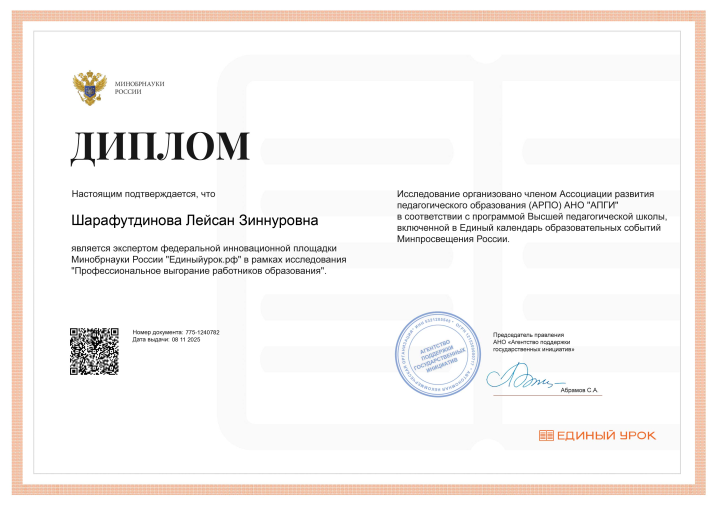 МИНОБРНАУКИ
РОССИИ
ДИПЛОМ
Настоящим подтверждается, что
Шарафутдинова Лейсан Зиннуровна
является экспертом федеральной инновационной площадки
Минобрнауки России "Единыйурок.рф" в рамках исследования
"Профессиональное выгорание работников образования".
Исследование организовано членом Ассоциации развития
педагогического образования (АРПО) АНО "АПГИ"
в соответствии с программой Высшей педагогической школы,
включенной в Единый календарь образовательных событий
Минпросвещения России.
Номер документа: 775-1240782
Дата выдачи: 08 11 2025
АГЕНТСТВО
ПОДДЕРЖКИ
ГОСУДАРСТВЕННЫХ
ИНИЦИАТИВ
Председатель правления
АНО «Агентство поддержки
государственных инициатив»
Абрамов С.А.
ЕДИНЫЙ УРОК